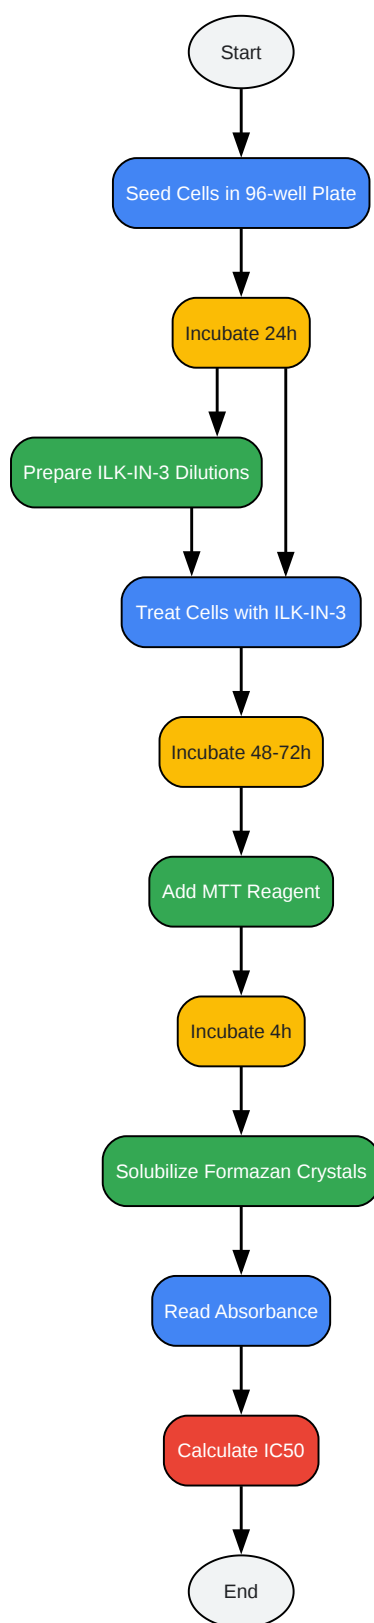 Start
Seed Cells in 96-well Plate
Incubate 24h
Prepare ILK-IN-3 Dilutions
Treat Cells with ILK-IN-3
Incubate 48-72h
Add MTT Reagent
Incubate 4h
Solubilize Formazan Crystals
Read Absorbance
Calculate IC50
End